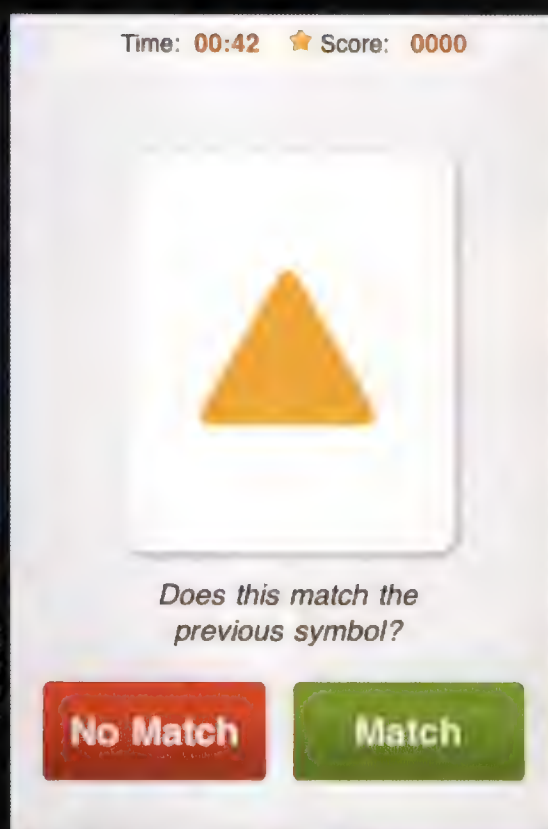 Time: 00:42 Score: 0000
Does this match the
previous symbol?
No Match Match